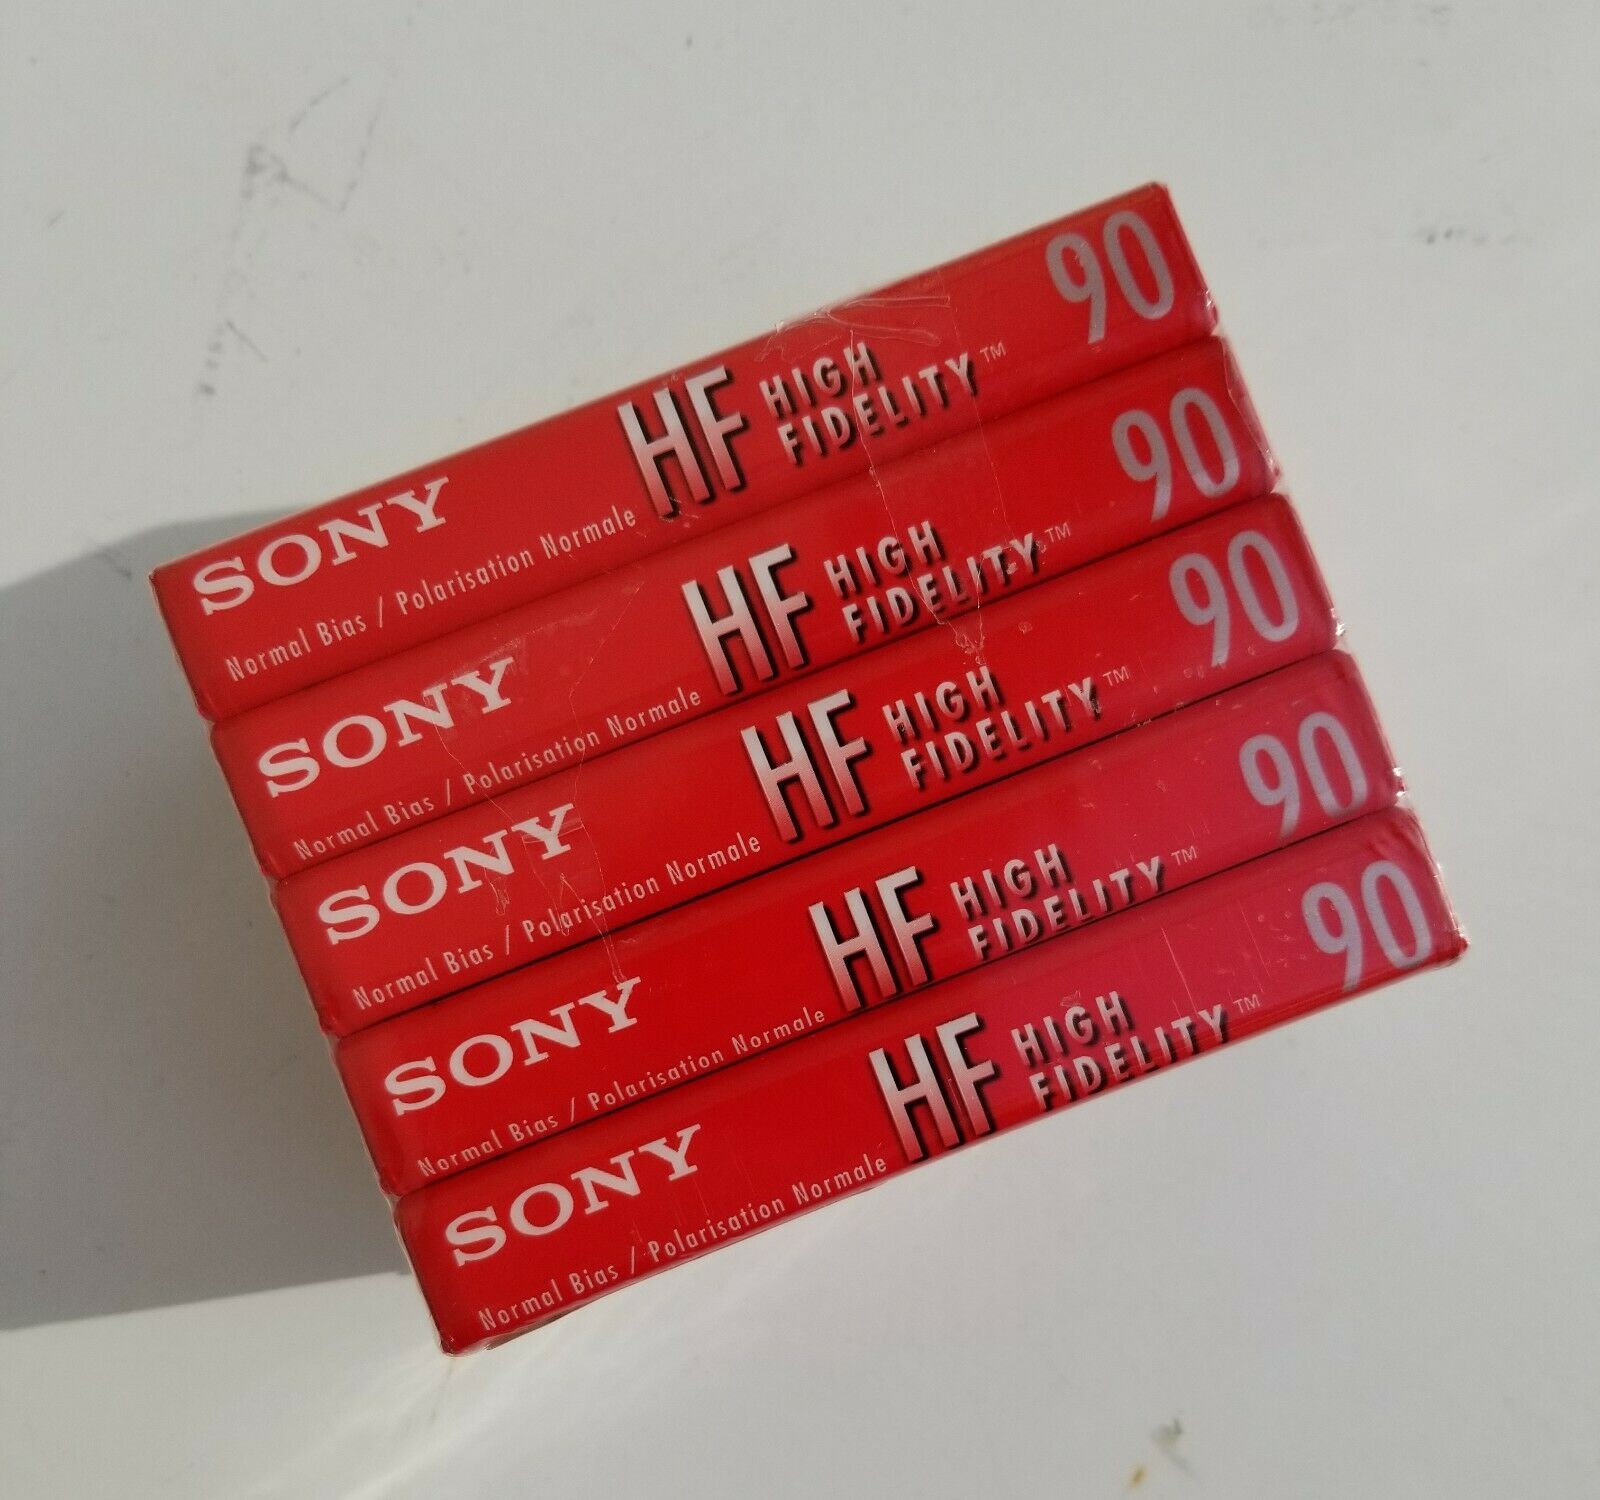 SONY
Normal Bias / Polarisation Normale
HF HIGH
FIDELITY™
90
SONY
Normal Bias / Polarisation Normale
HF HIGH
FIDELITY™
90
SONY
Normal Bias / Polarisation Normale
HF HIGH
FIDELITY™
90
SONY
Normal Bias / Polarisation Normale
HF HIGH
FIDELITY™
90
SONY
Normal Bias / Polarisation Normale
HF HIGH
FIDELITY™
90